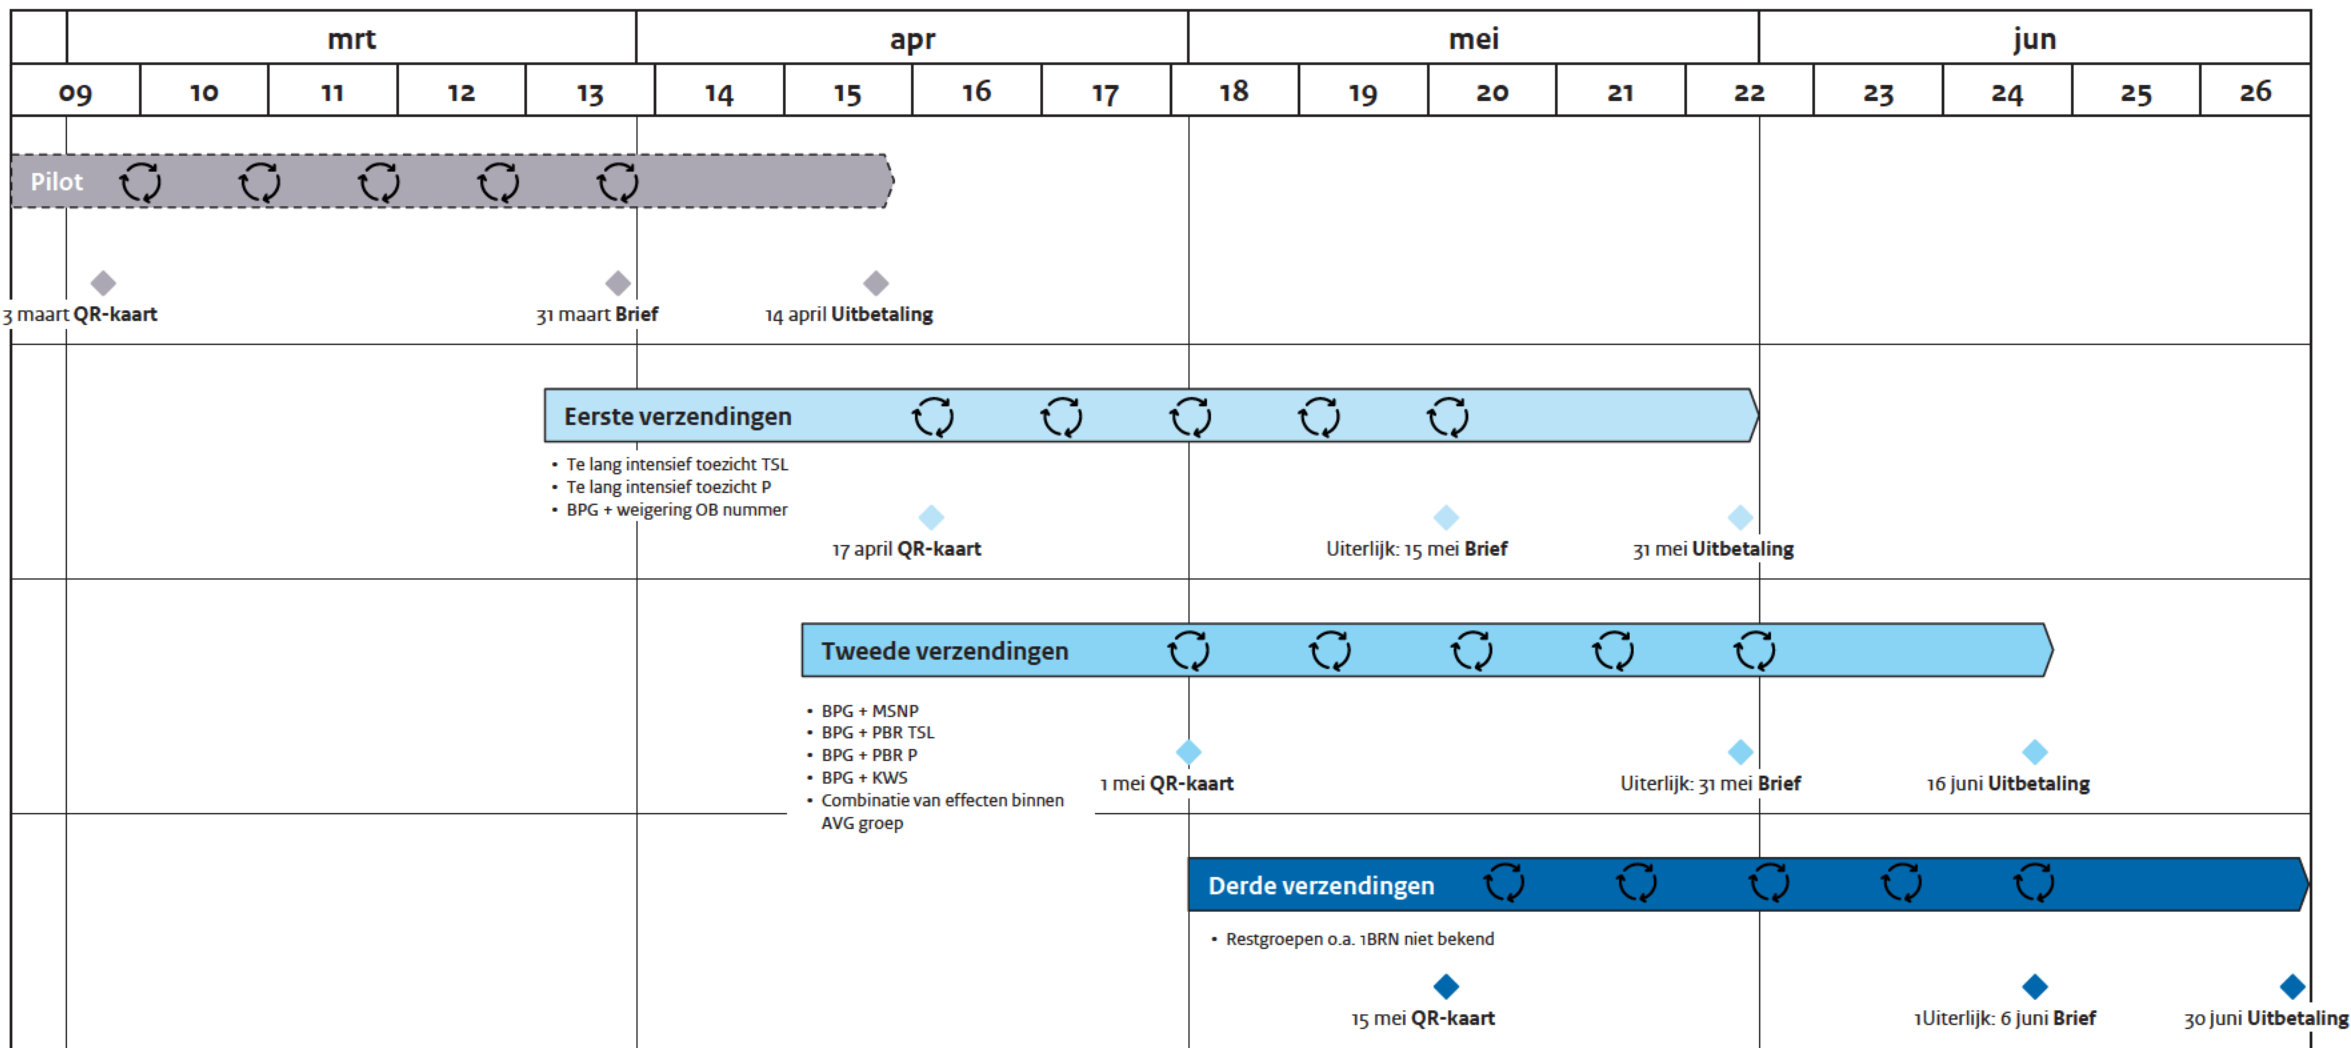 mrt apr mei jun
09 10 11 12 13 14 15 16 17 18 19 20 21 22 23 24 25 26
Pilot
3 maart QR-kaart
31 maart Brief
14 april Uitbetaling
Eerste verzendingen
• Te lang intensief toezicht TSL
• Te lang intensief toezicht P
• BPG + weigering OB nummer
17 april QR-kaart
Uiterlijk: 15 mei Brief
31 mei Uitbetaling
Tweede verzendingen
• BPG + MSNP
• BPG + PBR TSL
• BPG + PBR P
• BPG + KWS
• Combinatie van effecten binnen
AVG groep
1 mei QR-kaart
Uiterlijk: 31 mei Brief
16 juni Uitbetaling
Derde verzendingen
• Restgroepen o.a. 1BRN niet bekend
15 mei QR-kaart
1Uiterlijk: 6 juni Brief
30 juni Uitbetaling